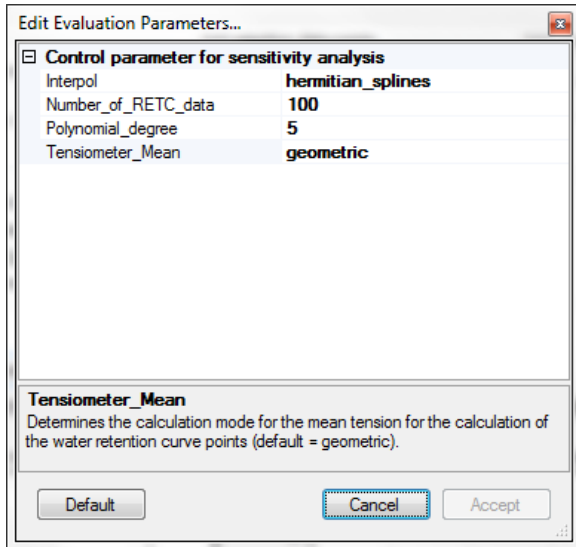 Edit Evaluation Parameters...
Control parameter for sensitivity analysis
Interpol hermitian_splines
Number_of_RETC_data 100
Polynomial_degree 5
Tensiometer_Mean geometric
Tensiometer_Mean
Determines the calculation mode for the mean tension for the calculation of
the water retention curve points (default = geometric).
Default Cancel Accept